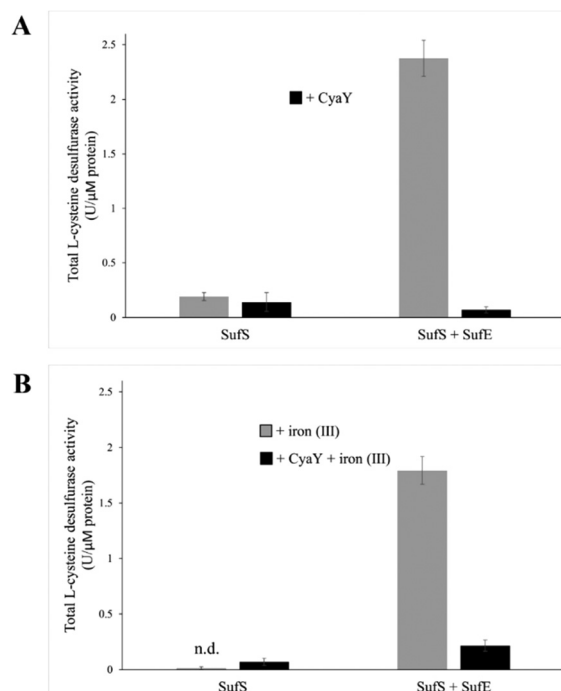 A
Total L-cysteine desulfurase activity
(U/μM protein)
2.5
2
1.5
1
0.5
0
+ CyaY
SufS
SufS + SufE
B
Total L-cysteine desulfurase activity
(U/μM protein)
2.5
2
1.5
1
0.5
0
+ iron (III)
+ CyaY + iron (III)
n.d.
SufS
SufS + SufE